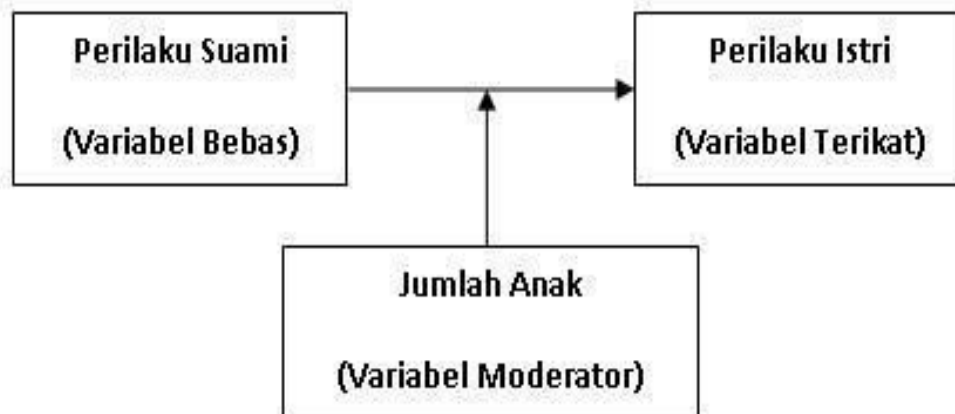 Perilaku Suami
(Variabel Bebas)
Perilaku Istri
(Variabel Terikat)
Jumlah Anak
(Variabel Moderator)